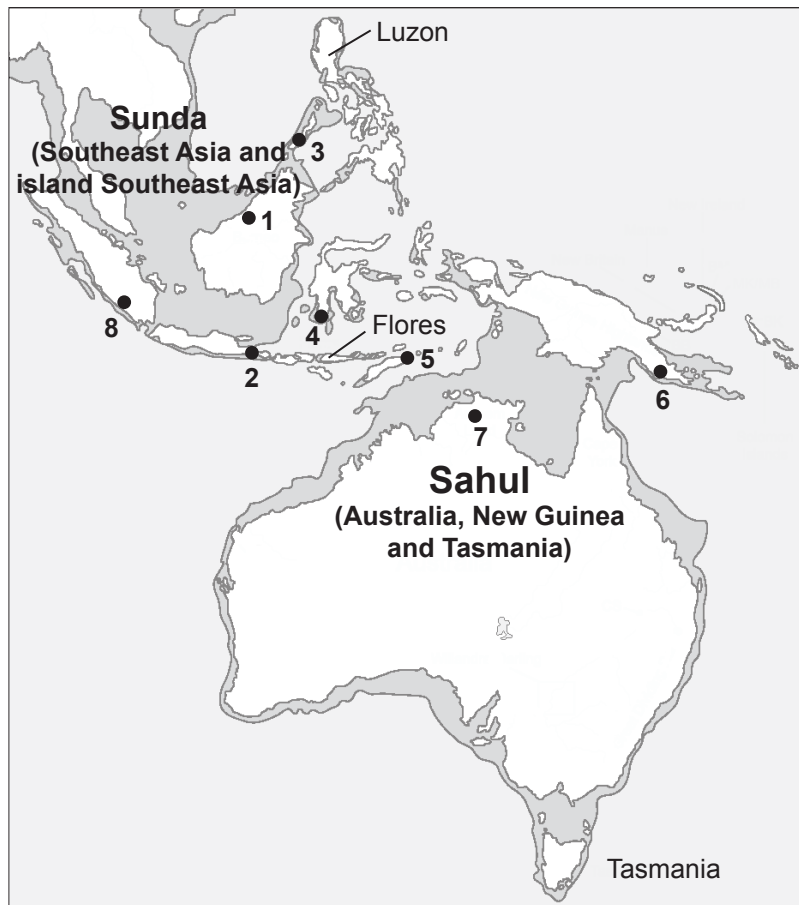 Luzon
Sunda
(Southeast Asia and
island Southeast Asia)
3
1
8
4
Flores
2
5
6
7
Sahul
(Australia, New Guinea
and Tasmania)
Tasmania